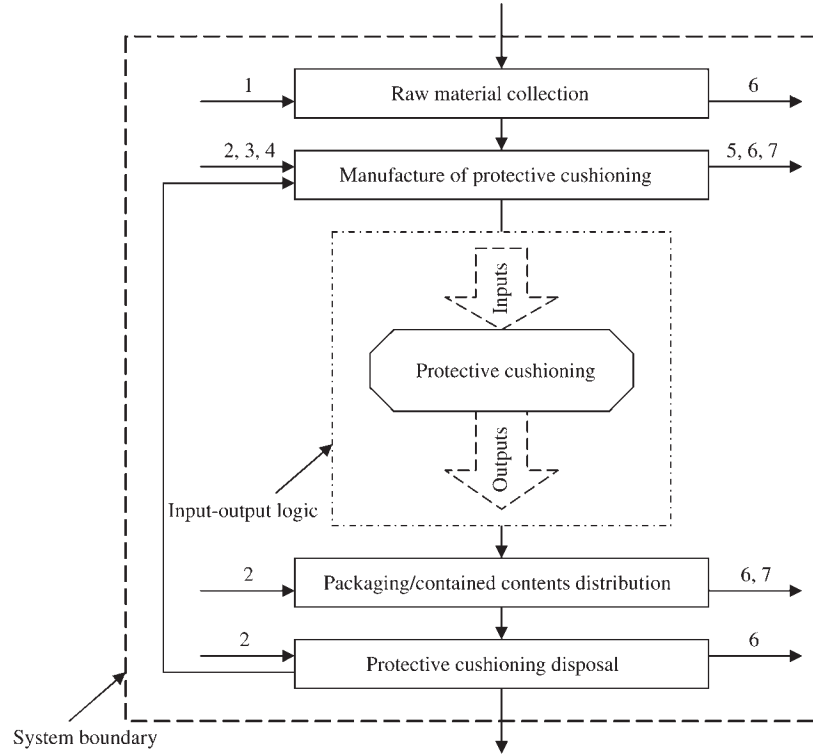 1
Raw material collection
6
2, 3, 4
Manufacture of protective cushioning
5, 6, 7
Inputs
Protective cushioning
Outputs
Input-output logic
2
Packaging/contained contents distribution
6, 7
2
Protective cushioning disposal
6
System boundary